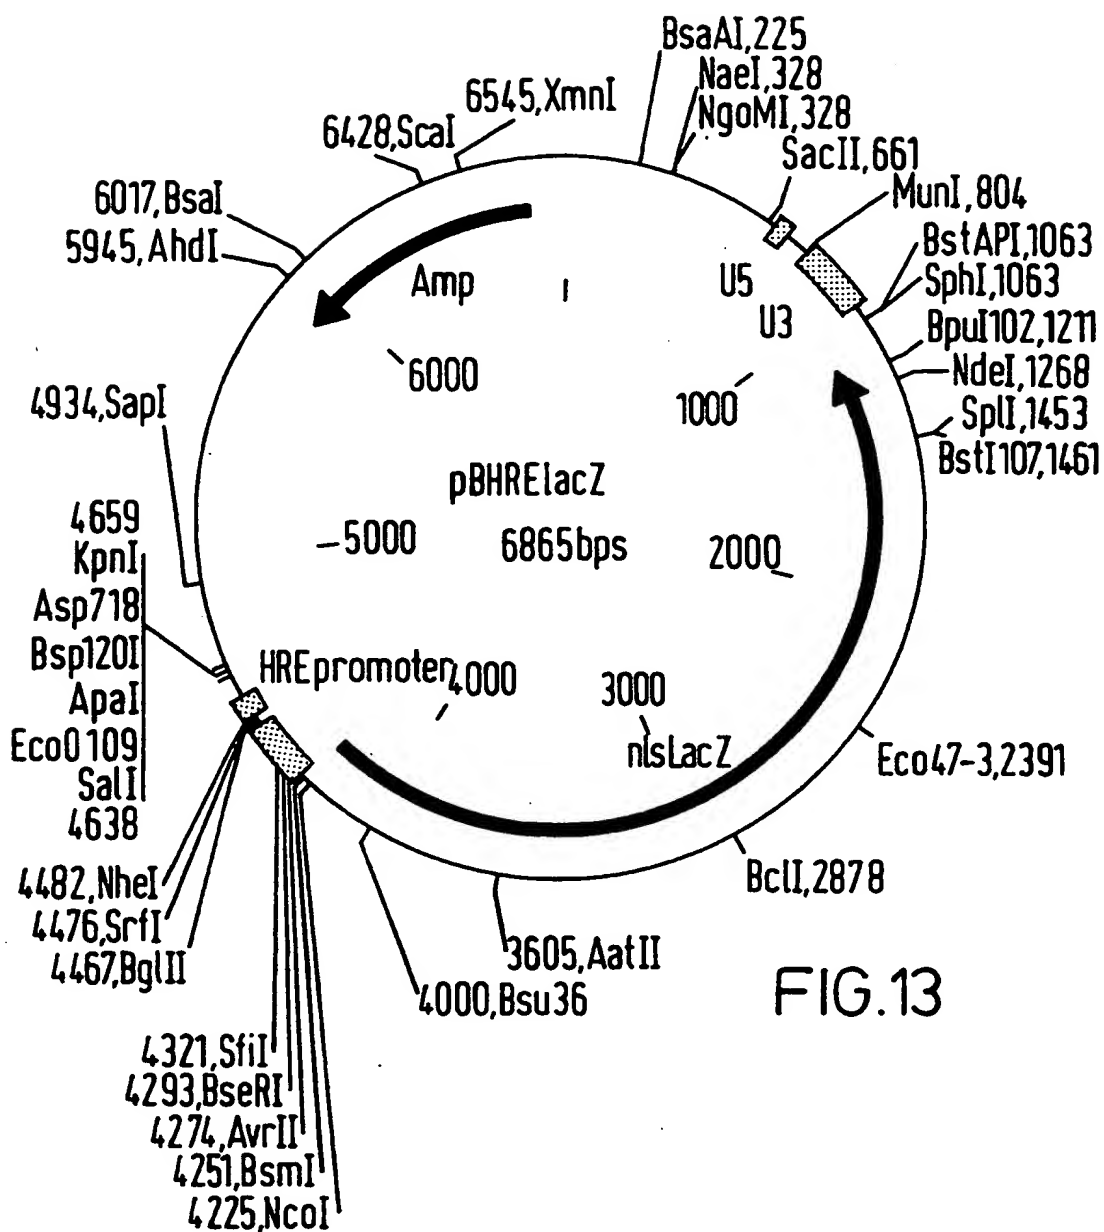 BsaAI,225
NaeI,328
NgoMI,328
SacII,661
MunI,804
BstAPI,1063
SphI,1063
BpuI102,1211
NdeI,1268
SplI,1453
BstI107,1461
6545,XmnI
6428,ScaI
6017,BsaI
5945,AhdI
4934,SapI
Amp
6000
U5
U3
1000
pBHRElacZ
6865bps
5000
2000
HREpromoter
4000
3000
nlsLacZ
4659
KpnI
Asp718
Bsp120I
ApaI
EcoO109
SalI
4638
4482,NheI
4476,SrfI
4467,BglII
Eco47-3,2391
BclI,2878
3605,AatII
4000,Bsu36
4321,SfiI
4293,BseRI
4274,AvrII
4251,BsmI
4225,NcoI
FIG.13